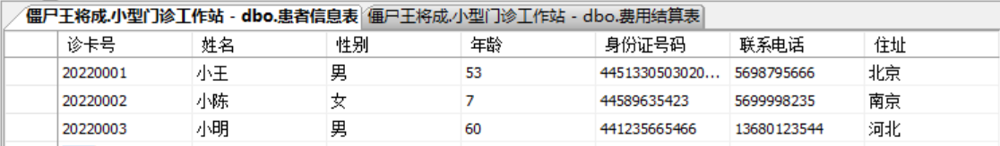 僵尸王将成.小型门诊工作站 - dbo.患者信息表 僵尸王将成.小型门诊工作站 - dbo.费用结算表
诊卡号 姓名 性别 年龄 身份证号码 联系电话 住址
20220001 小王 男 53 4451330503020... 5698795666 北京
20220002 小陈 女 7 44589635423 5699998235 南京
20220003 小明 男 60 441235665466 13680123544 河北